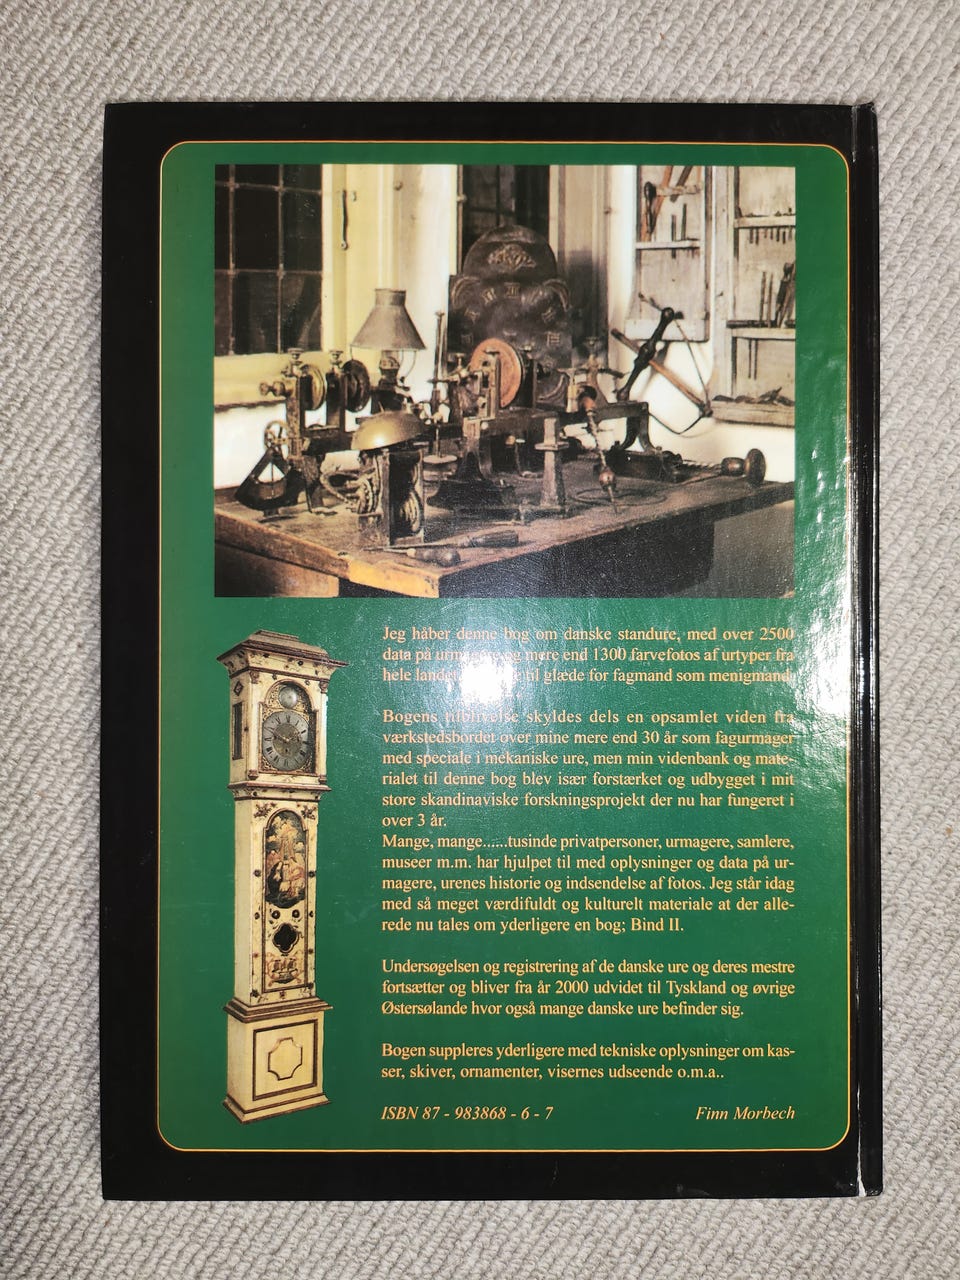 Jeg håber denne bog om danske standure, med over 2500
data på urmagere og mere end 1300 farvefotos af urtyper fra
hele landet til glæde for fagmand som menigmand.
Bogens tilblivelse skyldes dels en opsamlet viden fra
værkstedsbordet over mine mere end 30 år som fagurmager
med speciale i mekaniske ure, men min videnbank og mate-
rialet til denne bog blev især forstærket og udbygget i mit
store skandinaviske forskningsprojekt der nu har fungeret i
over 3 år.
Mange, mange......tusinde privatpersoner, urmagere, samlere,
museer m.m. har hjulpet til med oplysninger og data på ur-
magere, urenes historie og indsendelse af fotos. Jeg står idag
med så meget værdifuldt og kulturelt materiale at der alle-
rede nu tales om yderligere en bog; Bind II.
Undersøgelsen og registrering af de danske ure og deres mestre
fortsætter og bliver fra år 2000 udvidet til Tyskland og øvrige
Østersølande hvor også mange danske ure befinder sig.
Bogen suppleres yderligere med tekniske oplysninger om kas-
ser, skiver, ornamenter, visernes udseende o.m.a..
ISBN 87 - 983868 - 6 - 7 Finn Morbech